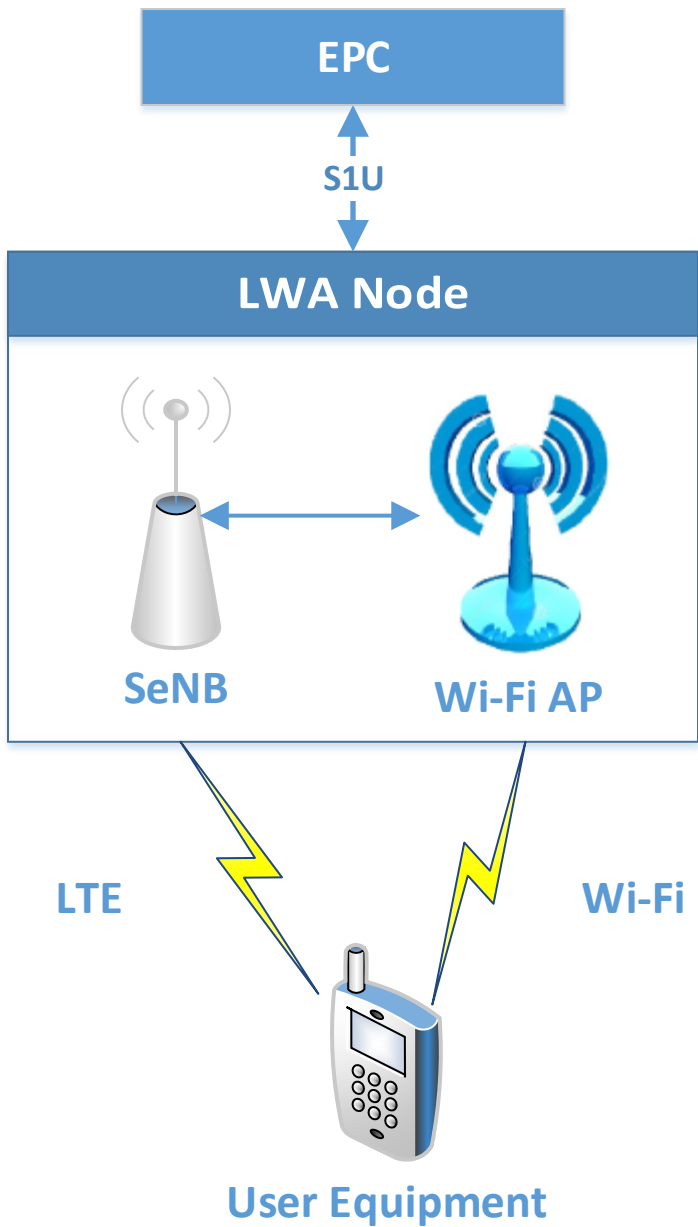 EPC
S1U
LWA Node
SeNB
Wi-Fi AP
LTE
Wi-Fi
User Equipment